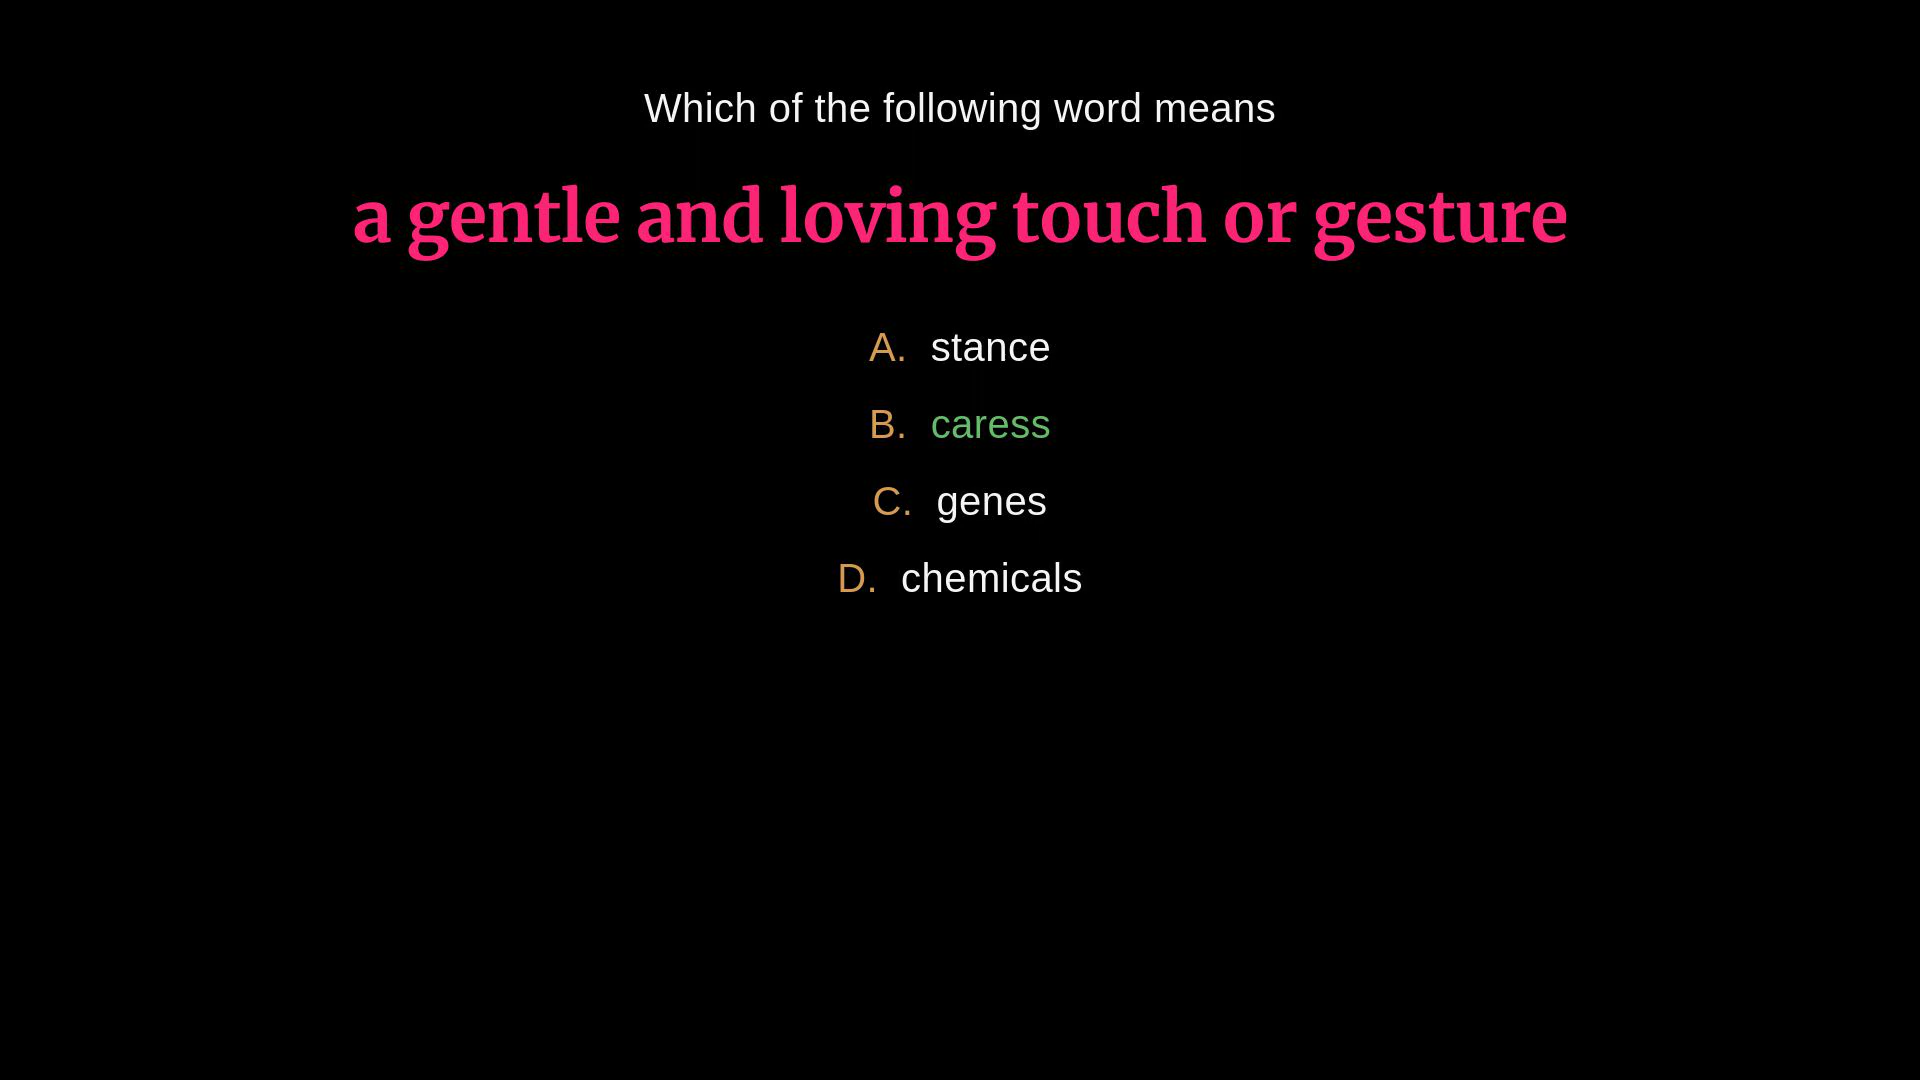 Which of the following word means
a gentle and loving touch or gesture
A. stance
B. caress
C. genes
D. chemicals